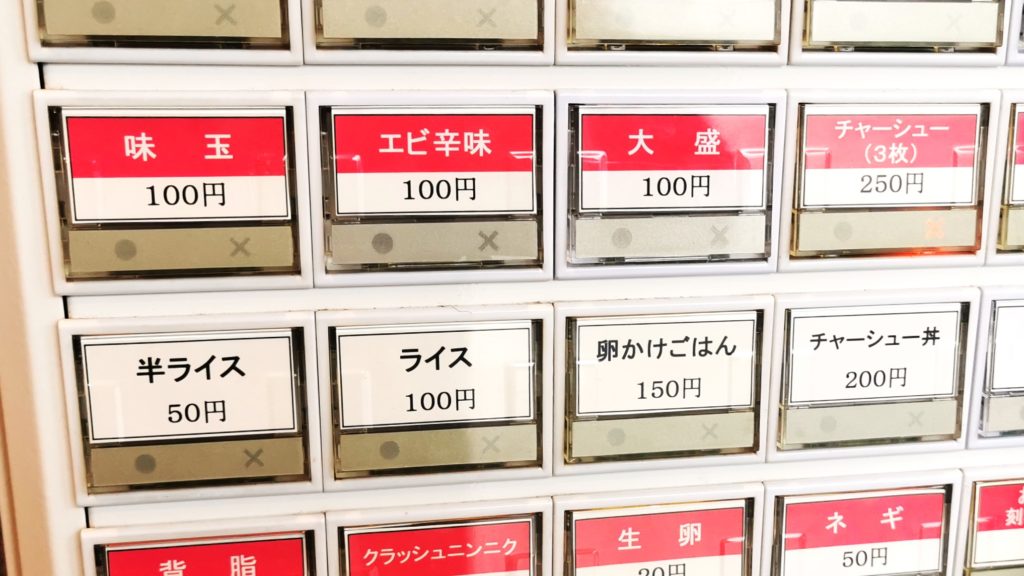 味玉
100円
エビ辛味
100円
大盛
100円
チャーシュー
(3枚)
250円
半ライス
50円
ライス
100円
卵かけごはん
150円
チャーシュー丼
200円
背脂
クラッシュニンニク
生卵
ネギ
50円